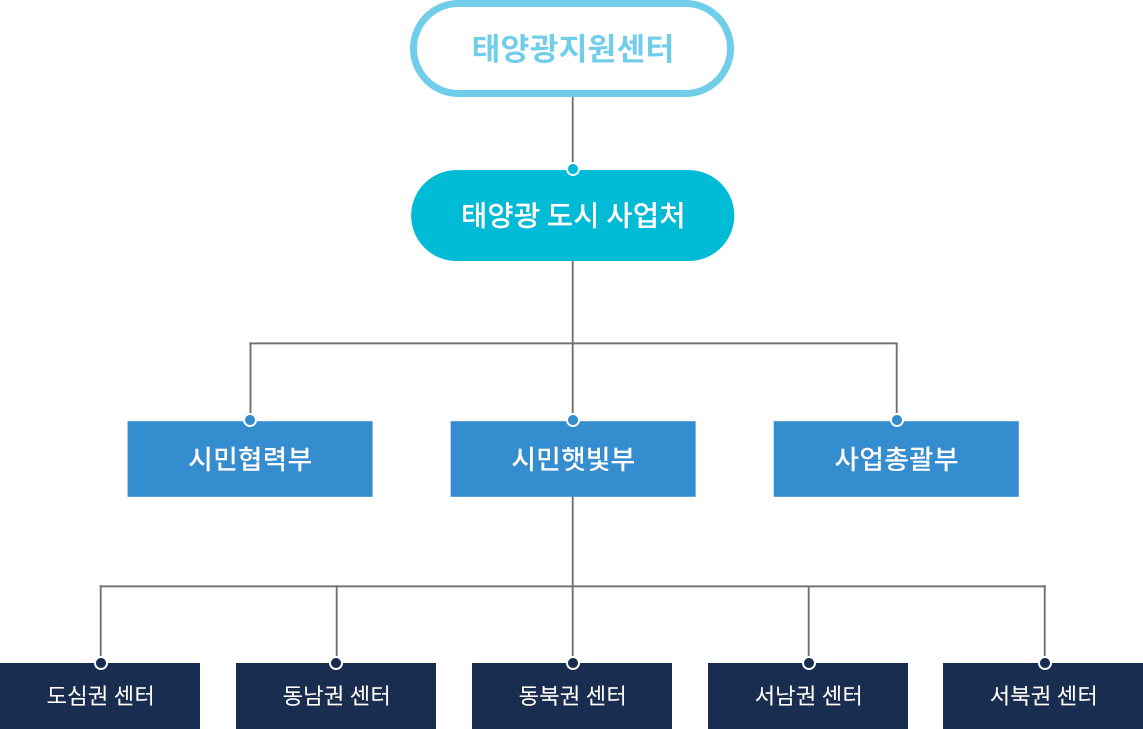 태양광지원센터
태양광 도시 사업처
시민협력부
시민햇빛부
사업총괄부
도심권 센터
동남권 센터
동북권 센터
서남권 센터
서북권 센터